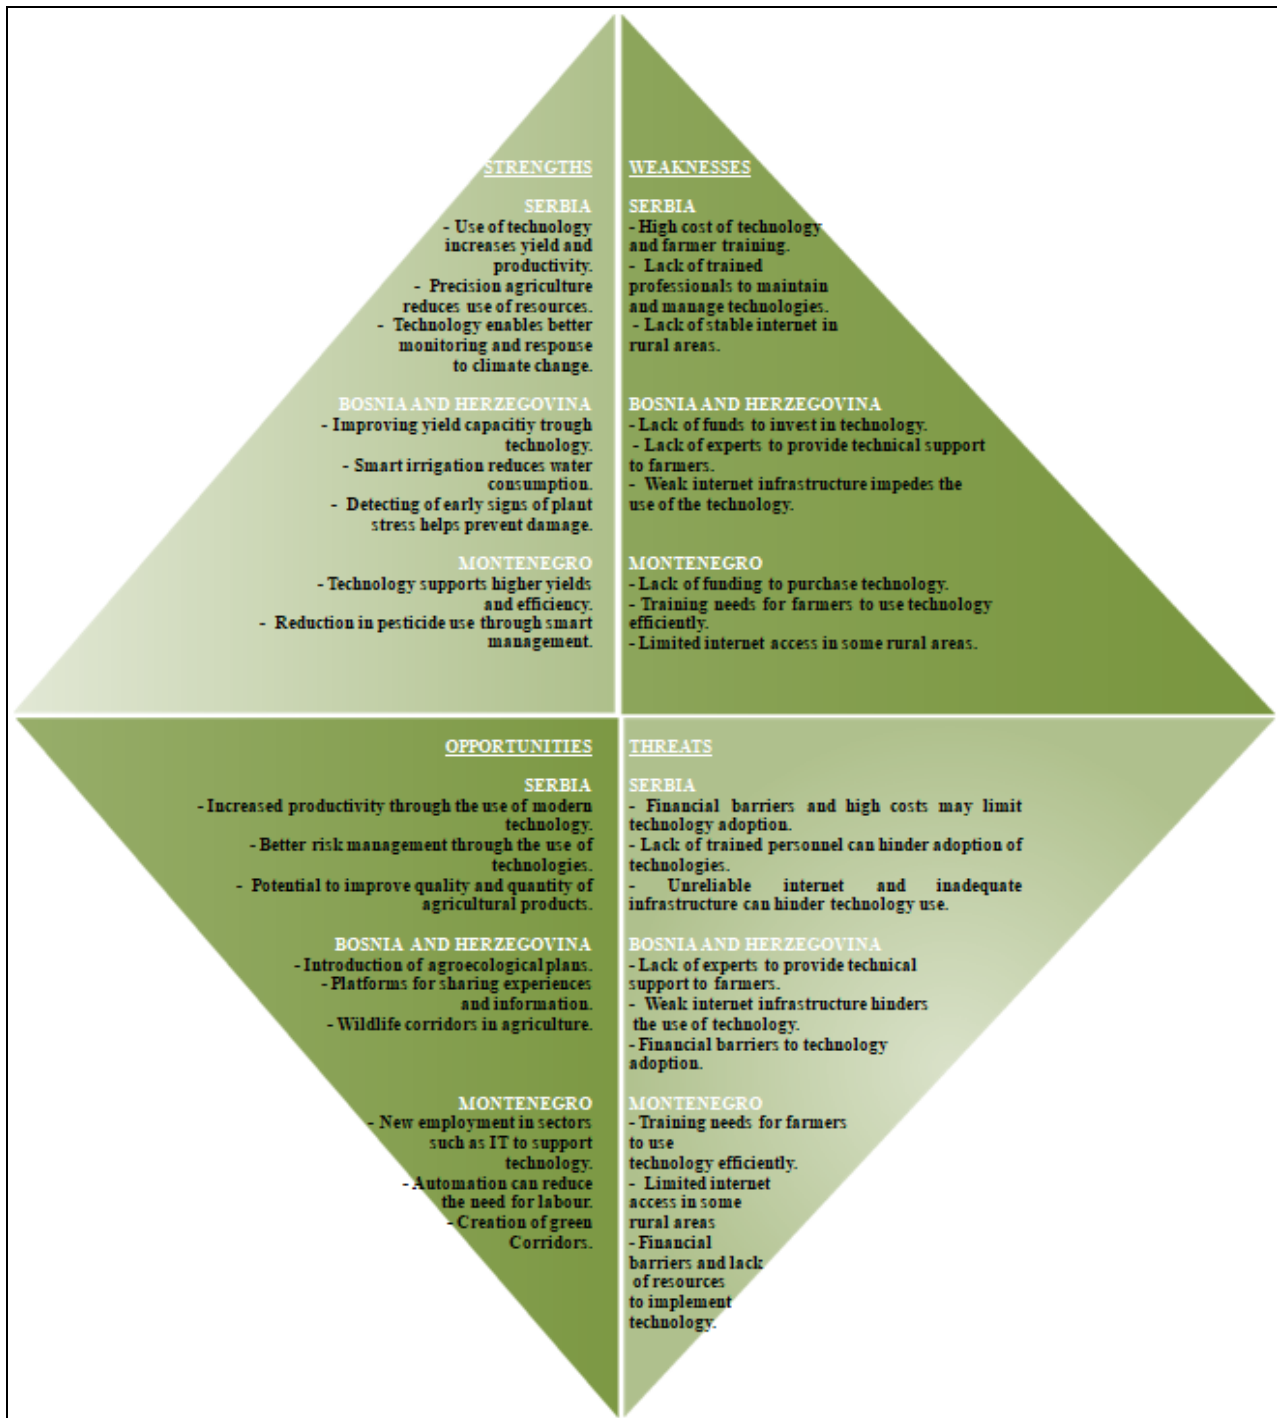 STRENGTHS
SERBIA
- Use of technology
increases yield and
productivity.
- Precision agriculture
reduces use of resources.
- Technology enables better
monitoring and response
to climate change.
BOSNIA AND HERZEGOVINA
- Improving yield capacitiy trough
technology.
- Smart irrigation reduces water
consumption.
- Detecting of early signs of plant
stress helps prevent damage.
MONTENEGRO
- Technology supports higher yields
and efficiency.
- Reduction in pesticide use through smart
management.
WEAKNESSES
SERBIA
- High cost of technology
and farmer training.
- Lack of trained
professionals to maintain
and manage technologies.
- Lack of stable internet in
rural areas.
BOSNIA AND HERZEGOVINA
- Lack of funds to invest in technology.
- Lack of experts to provide technical support
to farmers.
- Weak internet infrastructure impedes the
use of the technology.
MONTENEGRO
- Lack of funding to purchase technology.
- Training needs for farmers to use technology
efficiently.
- Limited internet access in some rural areas.
OPPORTUNITIES
SERBIA
- Increased productivity through the use of modern
technology.
- Better risk management through the use of
technologies.
- Potential to improve quality and quantity of
agricultural products.
BOSNIA AND HERZEGOVINA
- Introduction of agroecological plans.
- Platforms for sharing experiences
and information.
- Wildlife corridors in agriculture.
MONTENEGRO
- New employment in sectors
such as IT to support
technology.
- Automation can reduce
the need for labour.
- Creation of green
Corridors.
THREATS
SERBIA
- Financial barriers and high costs may limit
technology adoption.
- Lack of trained personnel can hinder adoption of
technologies.
- Unreliable internet and inadequate
infrastructure can hinder technology use.
BOSNIA AND HERZEGOVINA
- Lack of experts to provide technical
support to farmers.
- Weak internet infrastructure hinders
the use of technology.
- Financial barriers to technology
adoption.
MONTENEGRO
- Training needs for farmers
to use
technology efficiently.
- Limited internet
access in some
rural areas
- Financial
barriers and lack
of resources
to implement
technology.